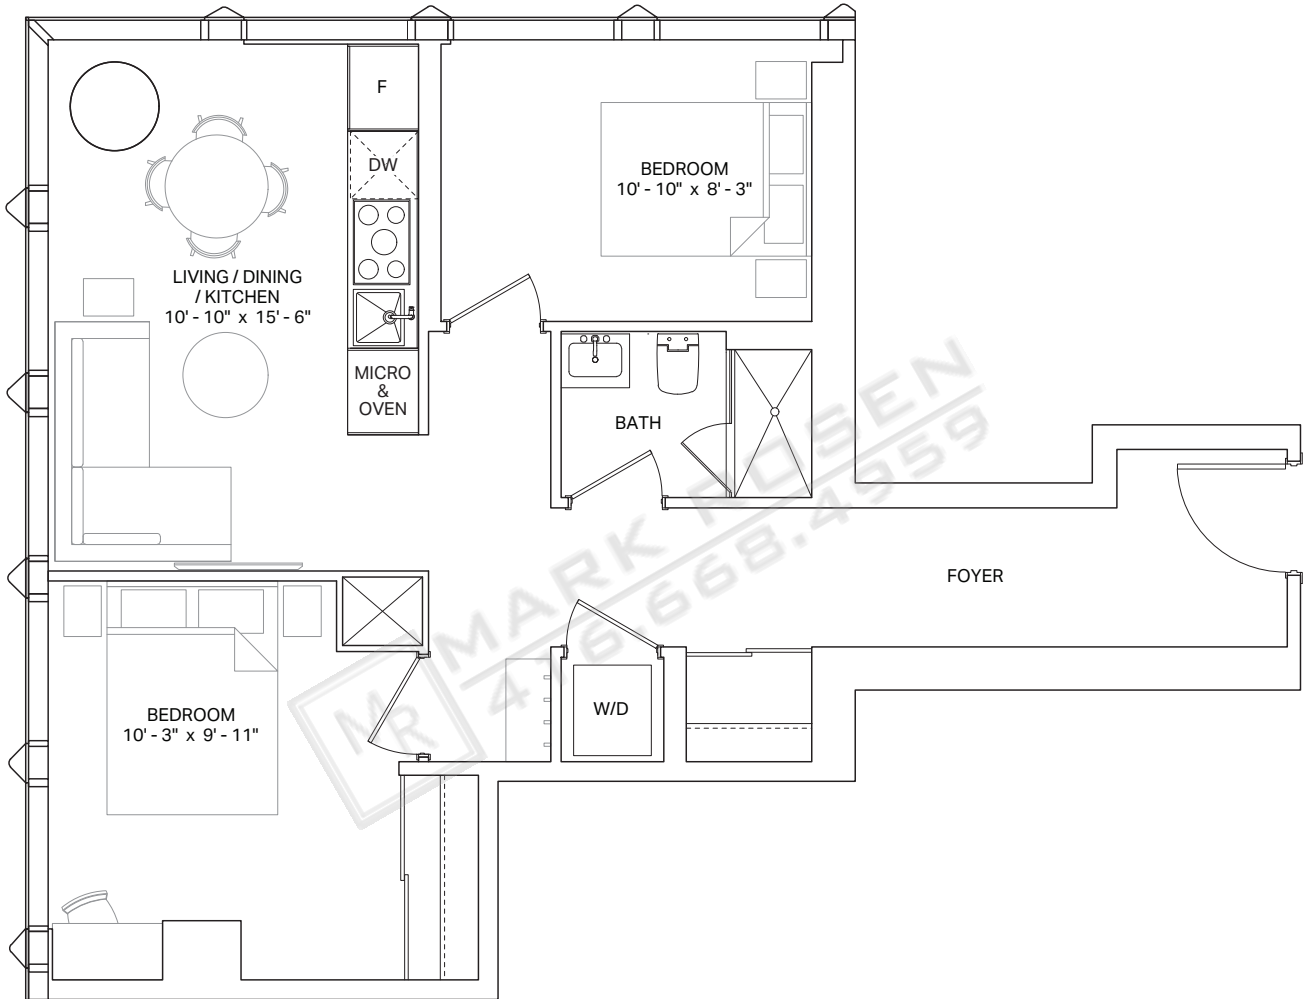 F
DW
BEDROOM
10' - 10" x 8' - 3"
LIVING / DINING
/ KITCHEN
10' - 10" x 15' - 6"
MICRO
&
OVEN
BATH
MARK ROSEN
416.668.4959
FOYER
MR
W/D
BEDROOM
10' - 3" x 9' - 11"